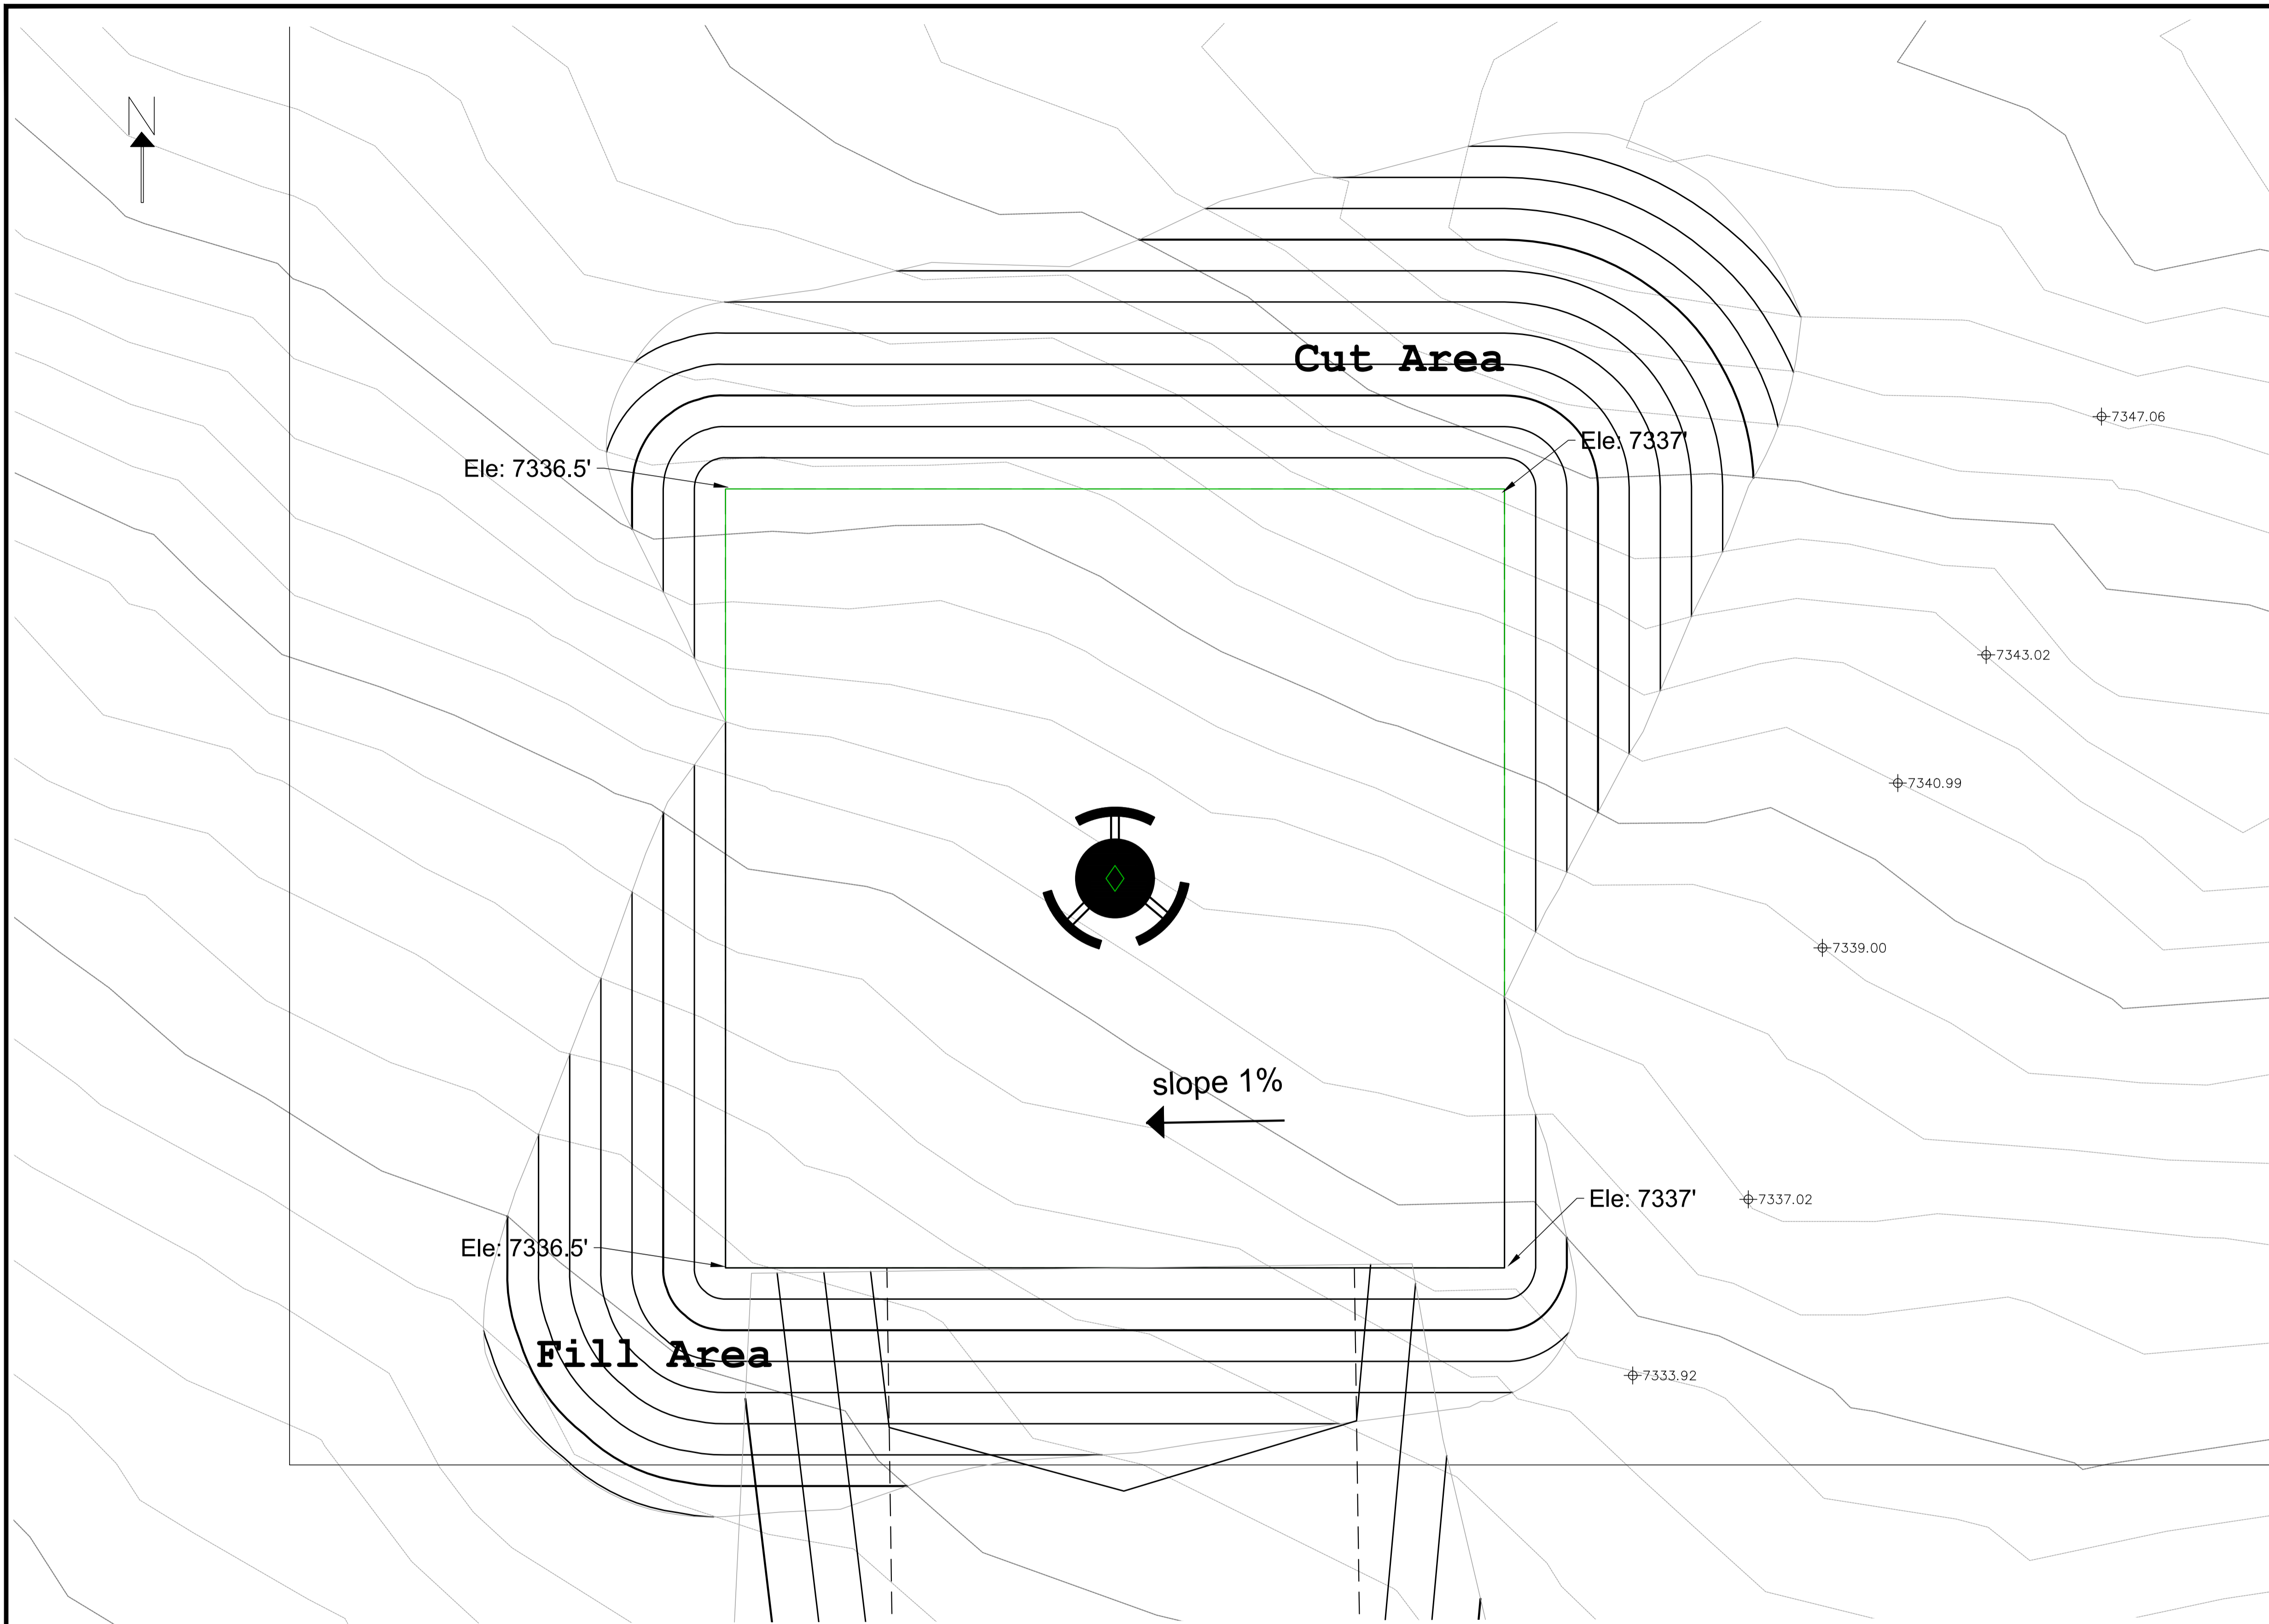 N
Cut Area
7347.06
Ele: 7337'
Ele: 7336.5'
7343.02
7340.99
7339.00
slope 1%
Ele: 7337'
7337.02
Ele: 7336.5'
Fill Area
7333.92